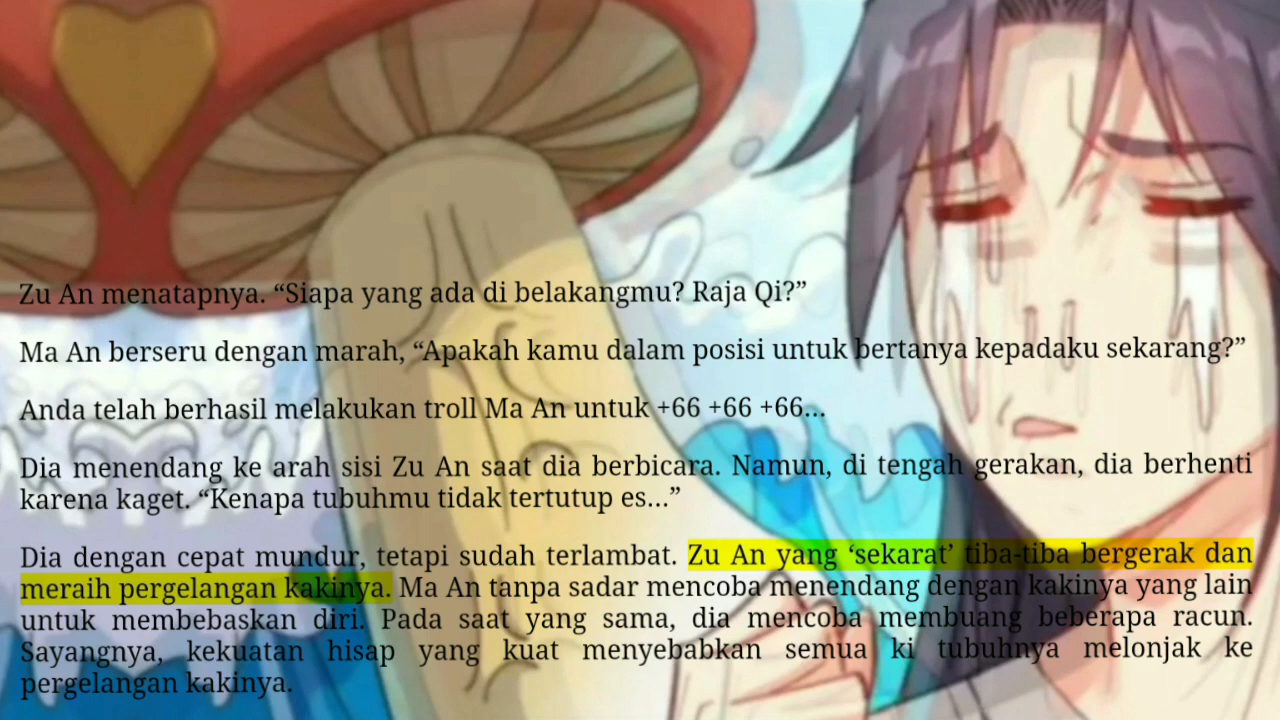 Zu An menatapnya. “Siapa yang ada di belakangmu? Raja Qi?”
Ma An berseru dengan marah, “Apakah kamu dalam posisi untuk bertanya kepadaku sekarang?”
Anda telah berhasil melakukan troll Ma An untuk +66 +66 +66...
Dia menendang ke arah sisi Zu An saat dia berbicara. Namun, di tengah gerakan, dia berhenti
karena kaget. “Kenapa tubuhmu tidak tertutup es...”
Dia dengan cepat mundur, tetapi sudah terlambat. Zu An yang ‘sekarat’ tiba-tiba bergerak dan
meraih pergelangan kakinya. Ma An tanpa sadar mencoba menendang dengan kakinya yang lain
untuk membebaskan diri. Pada saat yang sama, dia mencoba membuang beberapa racun.
Sayangnya, kekuatan hisap yang kuat menyebabkan semua ki tubuhnya melonjak ke
pergelangan kakinya.